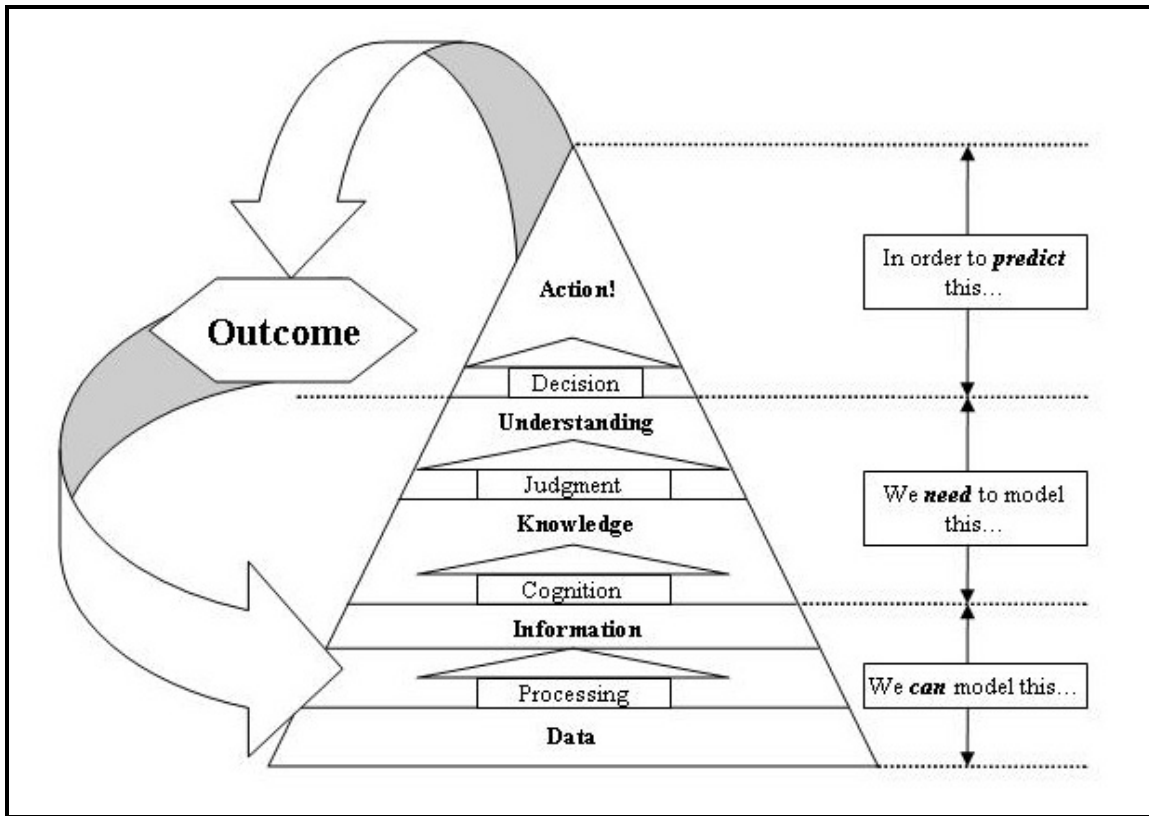 In order to predict
this…
Action!
Outcome
Decision
Understanding
Judgment
We need to model
this…
Knowledge
Cognition
Information
We can model this…
Processing
Data